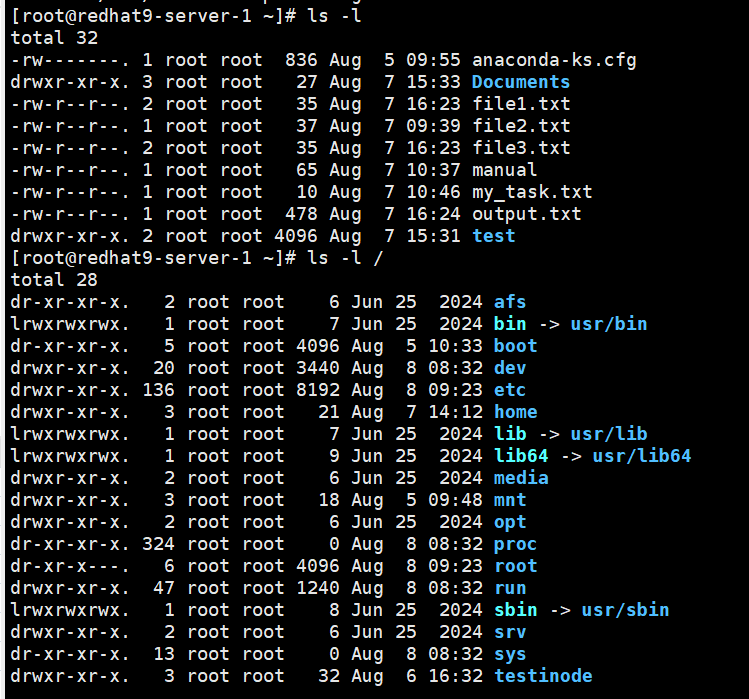 [root@redhat9-server-1 ~]# ls -l
total 32
-rw-------. 1 root root  836 Aug  5 09:55 anaconda-ks.cfg
drwxr-xr-x. 3 root root   27 Aug  7 15:33 Documents
-rw-r--r--. 2 root root   35 Aug  7 16:23 file1.txt
-rw-r--r--. 1 root root   37 Aug  7 09:39 file2.txt
-rw-r--r--. 2 root root   35 Aug  7 16:23 file3.txt
-rw-r--r--. 1 root root   65 Aug  7 10:37 manual
-rw-r--r--. 1 root root   10 Aug  7 10:46 my_task.txt
-rw-r--r--. 1 root root  478 Aug  7 16:24 output.txt
drwxr-xr-x. 2 root root 4096 Aug  7 15:31 test
[root@redhat9-server-1 ~]# ls -l /
total 28
dr-xr-xr-x.   2 root root    6 Jun 25  2024 afs
lrwxrwxrwx.   1 root root    7 Jun 25  2024 bin -> usr/bin
dr-xr-xr-x.   5 root root 4096 Aug  5 10:33 boot
drwxr-xr-x.  20 root root 3440 Aug  8 08:32 dev
drwxr-xr-x. 136 root root 8192 Aug  8 09:23 etc
drwxr-xr-x.   3 root root   21 Aug  7 14:12 home
lrwxrwxrwx.   1 root root    7 Jun 25  2024 lib -> usr/lib
lrwxrwxrwx.   1 root root    9 Jun 25  2024 lib64 -> usr/lib64
drwxr-xr-x.   2 root root    6 Jun 25  2024 media
drwxr-xr-x.   3 root root   18 Aug  5 09:48 mnt
drwxr-xr-x.   2 root root    6 Jun 25  2024 opt
dr-xr-xr-x. 324 root root    0 Aug  8 08:32 proc
dr-xr-x---.   6 root root 4096 Aug  8 09:23 root
drwxr-xr-x.  47 root root 1240 Aug  8 08:32 run
lrwxrwxrwx.   1 root root    8 Jun 25  2024 sbin -> usr/sbin
drwxr-xr-x.   2 root root    6 Jun 25  2024 srv
dr-xr-xr-x.  13 root root    0 Aug  8 08:32 sys
drwxr-xr-x.   3 root root   32 Aug  6 16:32 testinode